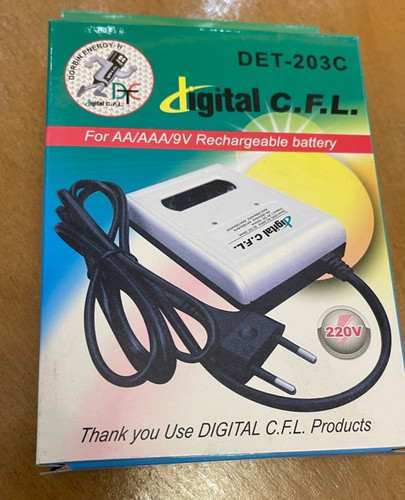 DET-203C
DORBIN ENERGY-H
DF
digital C.F.L.
digital C.F.L.
For AA/AAA/9V Rechargeable battery
digital C.F.L.
220V
Thank you Use DIGITAL C.F.L. Products